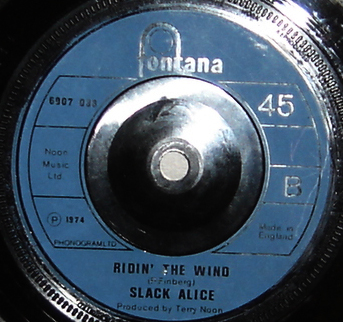 fontana
6007 033
45
Noon
Music
Ltd.
B
℗ 1974
Made in
England
PHONOGRAM LTD
RIDIN' THE WIND
SLACK ALICE
Produced by Terry Noon